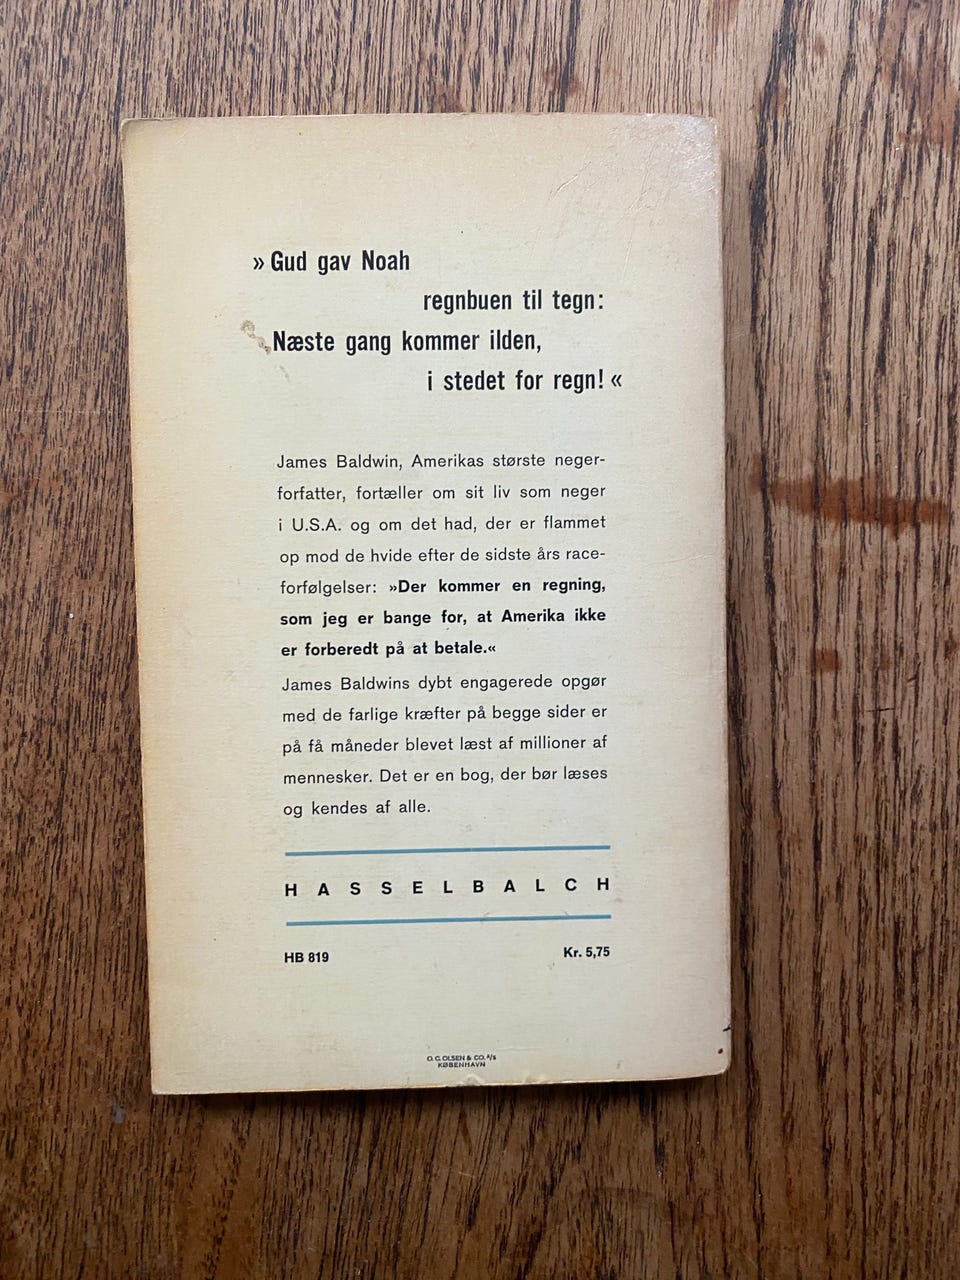 »Gud gav Noah
regnbuen til tegn:
Næste gang kommer ilden,
i stedet for regn!«
James Baldwin, Amerikas største neger-
forfatter, fortæller om sit liv som neger
i U.S.A. og om det had, der er flammet
op mod de hvide efter de sidste års race-
forfølgelser: »Der kommer en regning,
som jeg er bange for, at Amerika ikke
er forberedt på at betale.«
James Baldwins dybt engagerede opgør
med de farlige kræfter på begge sider er
på få måneder blevet læst af millioner af
mennesker. Det er en bog, der bør læses
og kendes af alle.
HASSELBALCH
HB 819 Kr. 5,75
O. C. OLSEN & CO. A/S
KØBENHAVN